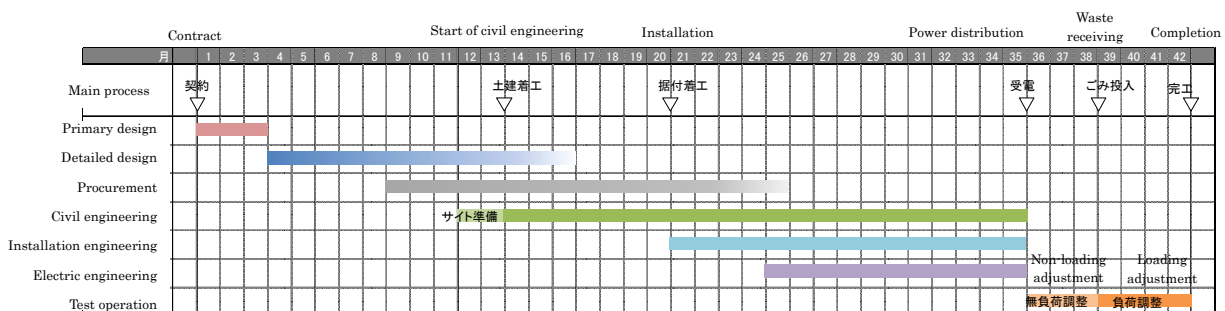 Contract
Start of civil engineering
Installation
Power distribution
Waste
receiving
Completion
月 1 2 3 4 5 6 7 8 9 10 11 12 13 14 15 16 17 18 19 20 21 22 23 24 25 26 27 28 29 30 31 32 33 34 35 36 37 38 39 40 41 42
Main process 契約 土建着工 据付着工 受電 ごみ投入 完工
Primary design
Detailed design
Procurement
Civil engineering サイト準備
Installation engineering
Non-loading
adjustment
Loading
adjustment
Electric engineering
Test operation 無負荷調整 負荷調整